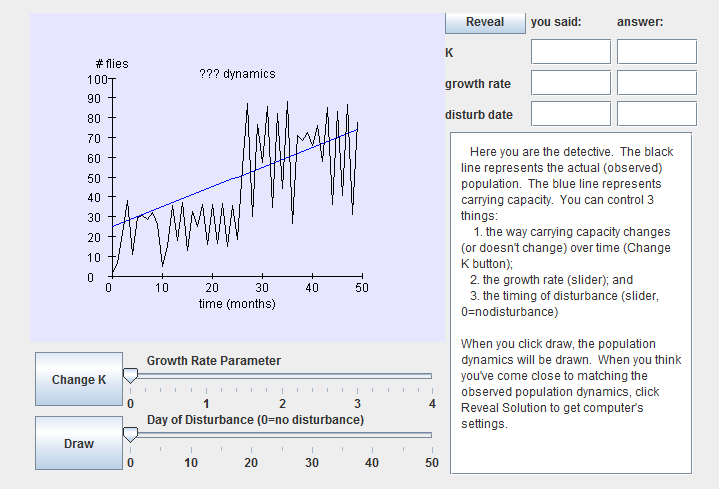 # flies
??? dynamics
100
90
80
70
60
50
40
30
20
10
0
0 10 20 30 40 50
time (months)
Reveal you said: answer:
K
growth rate
disturb date
Here you are the detective. The black
line represents the actual (observed)
population. The blue line represents
carrying capacity. You can control 3
things:
1. the way carrying capacity changes
(or doesn't change) over time (Change
K button);
2. the growth rate (slider); and
3. the timing of disturbance (slider,
0=nodisturbance)
When you click draw, the population
dynamics will be drawn. When you think
you've come close to matching the
observed population dynamics, click
Reveal Solution to get computer's
settings.
Change K
Growth Rate Parameter
0 1 2 3 4
Draw
Day of Disturbance (0=no disturbance)
0 10 20 30 40 50